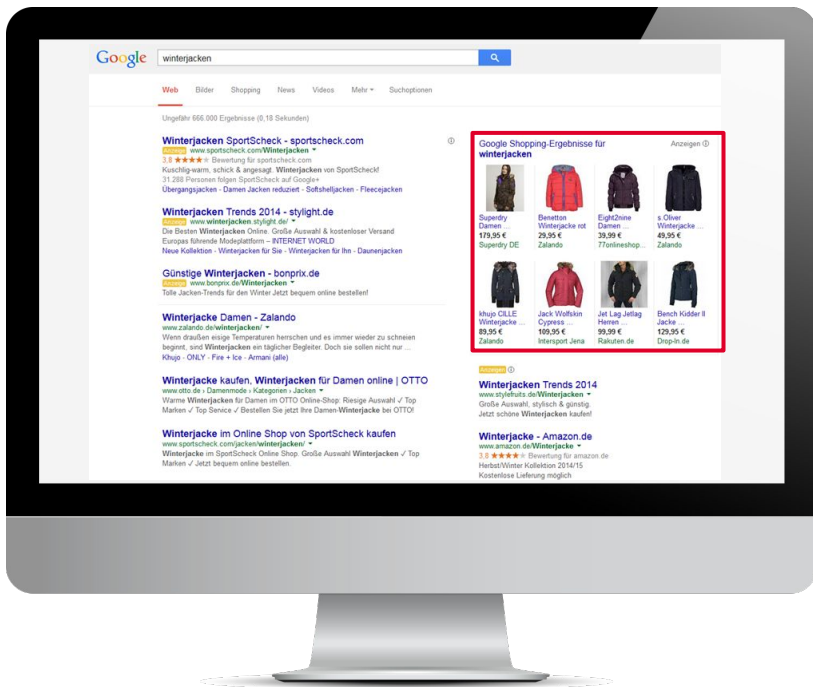 Google
winterjacken
Web Bilder Shopping News Videos Mehr Suchoptionen
Ungefähr 666.000 Ergebnisse (0,18 Sekunden)
Winterjacken SportScheck - sportscheck.com
Anzeige www.sportscheck.com/Winterjacken
3,8 ★★★★★ Bewertung für sportscheck.com
Kuschlig-warm, schick & angesagt. Winterjacken von SportScheck!
31.288 Personen folgen SportScheck auf Google+
Übergangsjacken - Damen Jacken reduziert - Softshelljacken - Fleecejacken
Winterjacken Trends 2014 - stylight.de
Anzeige www.winterjacken.stylight.de/
Die Besten Winterjacken Online. Große Auswahl & kostenloser Versand
Europas führende Modeplattform – INTERNET WORLD
Neue Kollektion - Winterjacken für Sie - Winterjacken für Ihn - Daunenjacken
Günstige Winterjacken - bonprix.de
Anzeige www.bonprix.de/Winterjacken
Tolle Jacken-Trends für den Winter Jetzt bequem online bestellen!
Winterjacke Damen - Zalando
www.zalando.de/winterjacken/
Wenn draußen eisige Temperaturen herrschen und es immer wieder zu schneien
beginnt, sind Winterjacken ein täglicher Begleiter. Doch sie sollen nicht nur ...
Khujo - ONLY - Fire + Ice - Armani (alle)
Winterjacke kaufen, Winterjacken für Damen online | OTTO
www.otto.de › Damenmode › Kategorien › Jacken
Warme Winterjacken für Damen im OTTO Online-Shop: Riesige Auswahl ✓ Top
Marken ✓ Top Service ✓ Bestellen Sie jetzt Ihre Damen-Winterjacke bei OTTO!
Winterjacke im Online Shop von SportScheck kaufen
www.sportscheck.com/jacken/winterjacken/
Winterjacke im SportScheck Online Shop. Große Auswahl Winterjacken ✓ Top
Marken ✓ Jetzt bequem online bestellen.
Google Shopping-Ergebnisse für Anzeigen
winterjacken
Superdry Benetton Eight2nine s.Oliver
Damen ... Winterjacke rot Damen ... Winterjacke ...
179,95 € 29,95 € 39,99 € 49,95 €
Superdry DE Zalando 77onlineshop... Zalando
khujo CILLE Jack Wolfskin Jet Lag Jetlag Bench Kidder II
Winterjacke ... Cypress ... Herren ... Jacke ...
89,95 € 109,95 € 99,99 € 129,95 €
Zalando Intersport Jena Rakuten.de Drop-In.de
Anzeigen
Winterjacken Trends 2014
www.stylefruits.de/Winterjacken
Große Auswahl, stylisch & günstig.
Jetzt schöne Winterjacken kaufen!
Winterjacke - Amazon.de
www.amazon.de/Winterjacke
3,8 ★★★★★ Bewertung für amazon.de
Herbst/Winter Kollektion 2014/15
Kostenlose Lieferung möglich